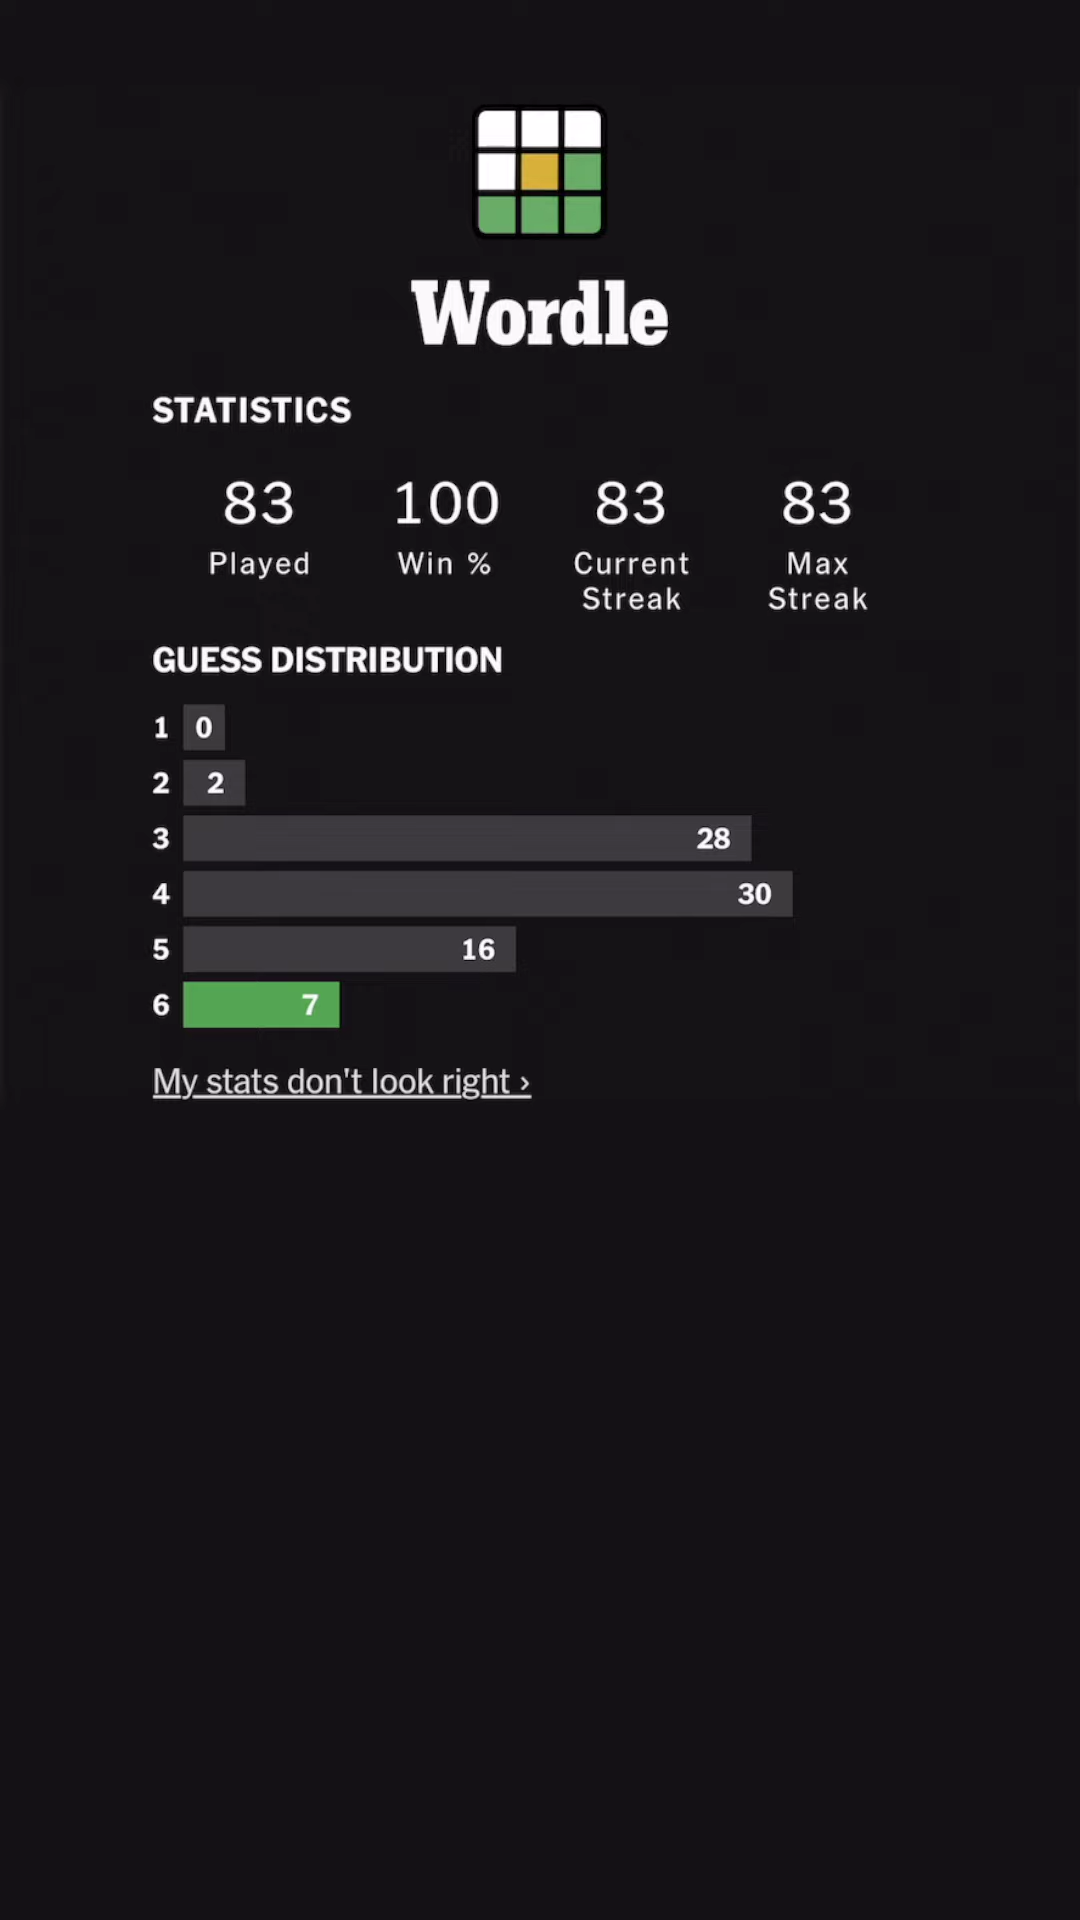 Wordle
STATISTICS
83 100 83 83
Played Win % Current Max
Streak Streak
GUESS DISTRIBUTION
1 0
2 2
3 28
4 30
5 16
6 7
My stats don't look right ›